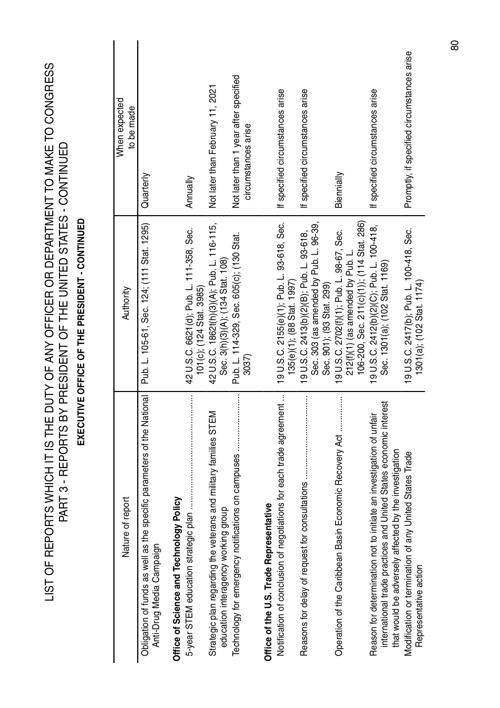 LIST OF REPORTS WHICH IT IS THE DUTY OF ANY OFFICER OR DEPARTMENT TO MAKE TO CONGRESS
PART 3 - REPORTS BY PRESIDENT OF THE UNITED STATES - CONTINUED
EXECUTIVE OFFICE OF THE PRESIDENT - CONTINUED
Nature of report Authority When expected
to be made
Obligation of funds as well as the specific parameters of the National Pub. L. 105-61, Sec. 124; (111 Stat. 1295) Quarterly
Anti-Drug Media Campaign
Office of Science and Technology Policy
5-year STEM education strategic plan ................ 42 U.S.C. 6621(d); Pub. L. 111-358, Sec. Annually
101(c); (124 Stat. 3985)
Strategic plan regarding the veterans and military families STEM 42 U.S.C. 1862t(h)(3)(A); Pub. L. 116-115, Not later than February 11, 2021
education interagency working group Sec. 3(h)(3)(A); (134 Stat. 108)
Technology for emergency notifications on campuses ................ Pub. L. 114-329, Sec. 605(c); (130 Stat. Not later than 1 year after specified
3037) circumstances arise
Office of the U.S. Trade Representative
Notification of conclusion of negotiations for each trade agreement ... 19 U.S.C. 2155(e)(1); Pub. L. 93-618, Sec. If specified circumstances arise
135(e)(1); (88 Stat. 1997)
Reasons for delay of request for consultations ................ 19 U.S.C. 2413(b)(2)(B); Pub. L. 93-618, If specified circumstances arise
Sec. 303 (as amended by Pub. L. 96-39,
Sec. 901); (93 Stat. 299)
Operation of the Caribbean Basin Economic Recovery Act ................ 19 U.S.C. 2702(f)(1); Pub. L. 98-67, Sec. Biennially
212(f)(1) (as amended by Pub. L.
106-200, Sec. 211(c)(1)); (114 Stat. 286)
Reason for determination not to initiate an investigation of unfair 19 U.S.C. 2412(b)(2)(C); Pub. L. 100-418, If specified circumstances arise
international trade practices and United States economic interest Sec. 1301(a); (102 Stat. 1169)
that would be adversely affected by the investigation
Modification or termination of any United States Trade 19 U.S.C. 2417(b); Pub. L. 100-418, Sec. Promptly, if specified circumstances arise
Representative action 1301(a); (102 Stat. 1174)
80